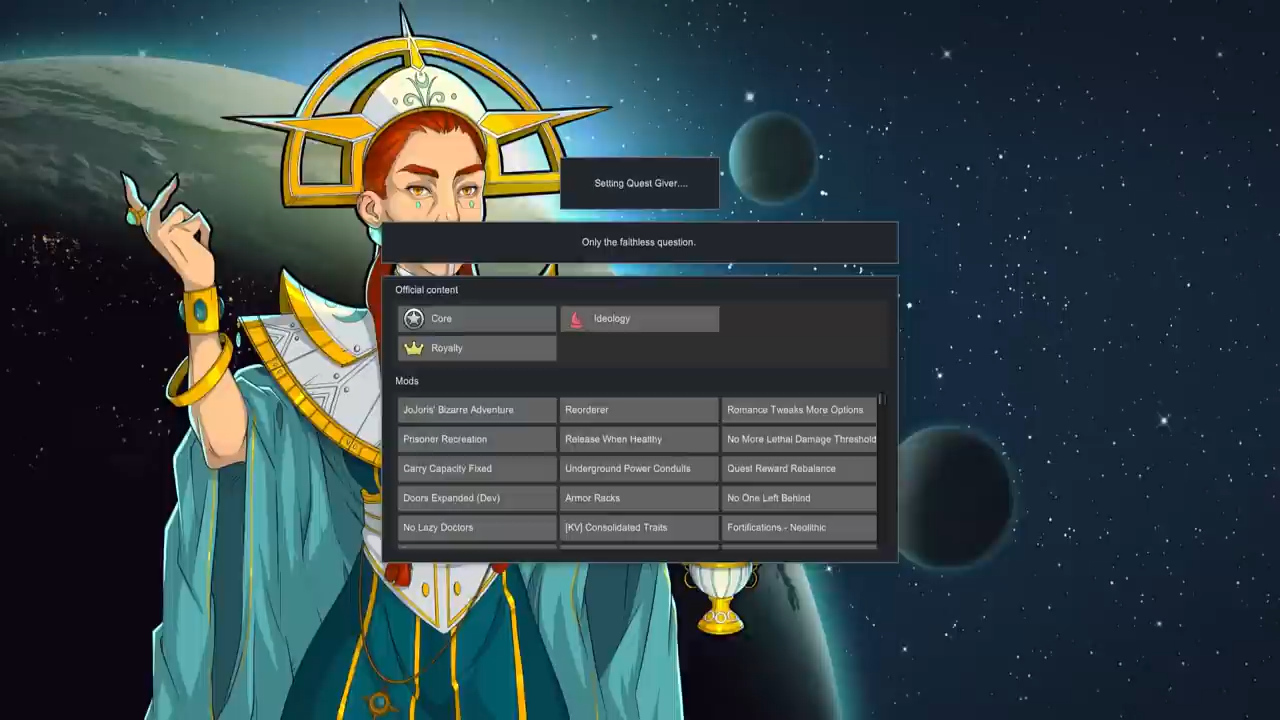 Setting Quest Giver....
Only the faithless question.
Official content
Core
Ideology
Royalty
Mods
JoJoris' Bizarre Adventure
Reorderer
Romance Tweaks More Options
Prisoner Recreation
Release When Healthy
No More Lethal Damage Threshold
Carry Capacity Fixed
Underground Power Conduits
Quest Reward Rebalance
Doors Expanded (Dev)
Armor Racks
No One Left Behind
No Lazy Doctors
[KV] Consolidated Traits
Fortifications - Neolithic